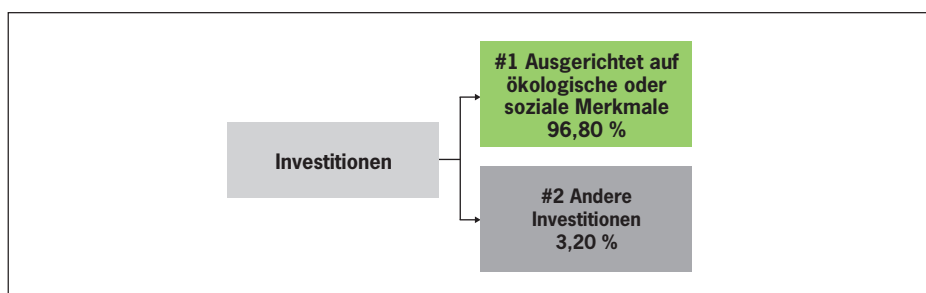 #1 Ausgerichtet auf
ökologische oder
soziale Merkmale
96,80 %
Investitionen
#2 Andere
Investitionen
3,20 %